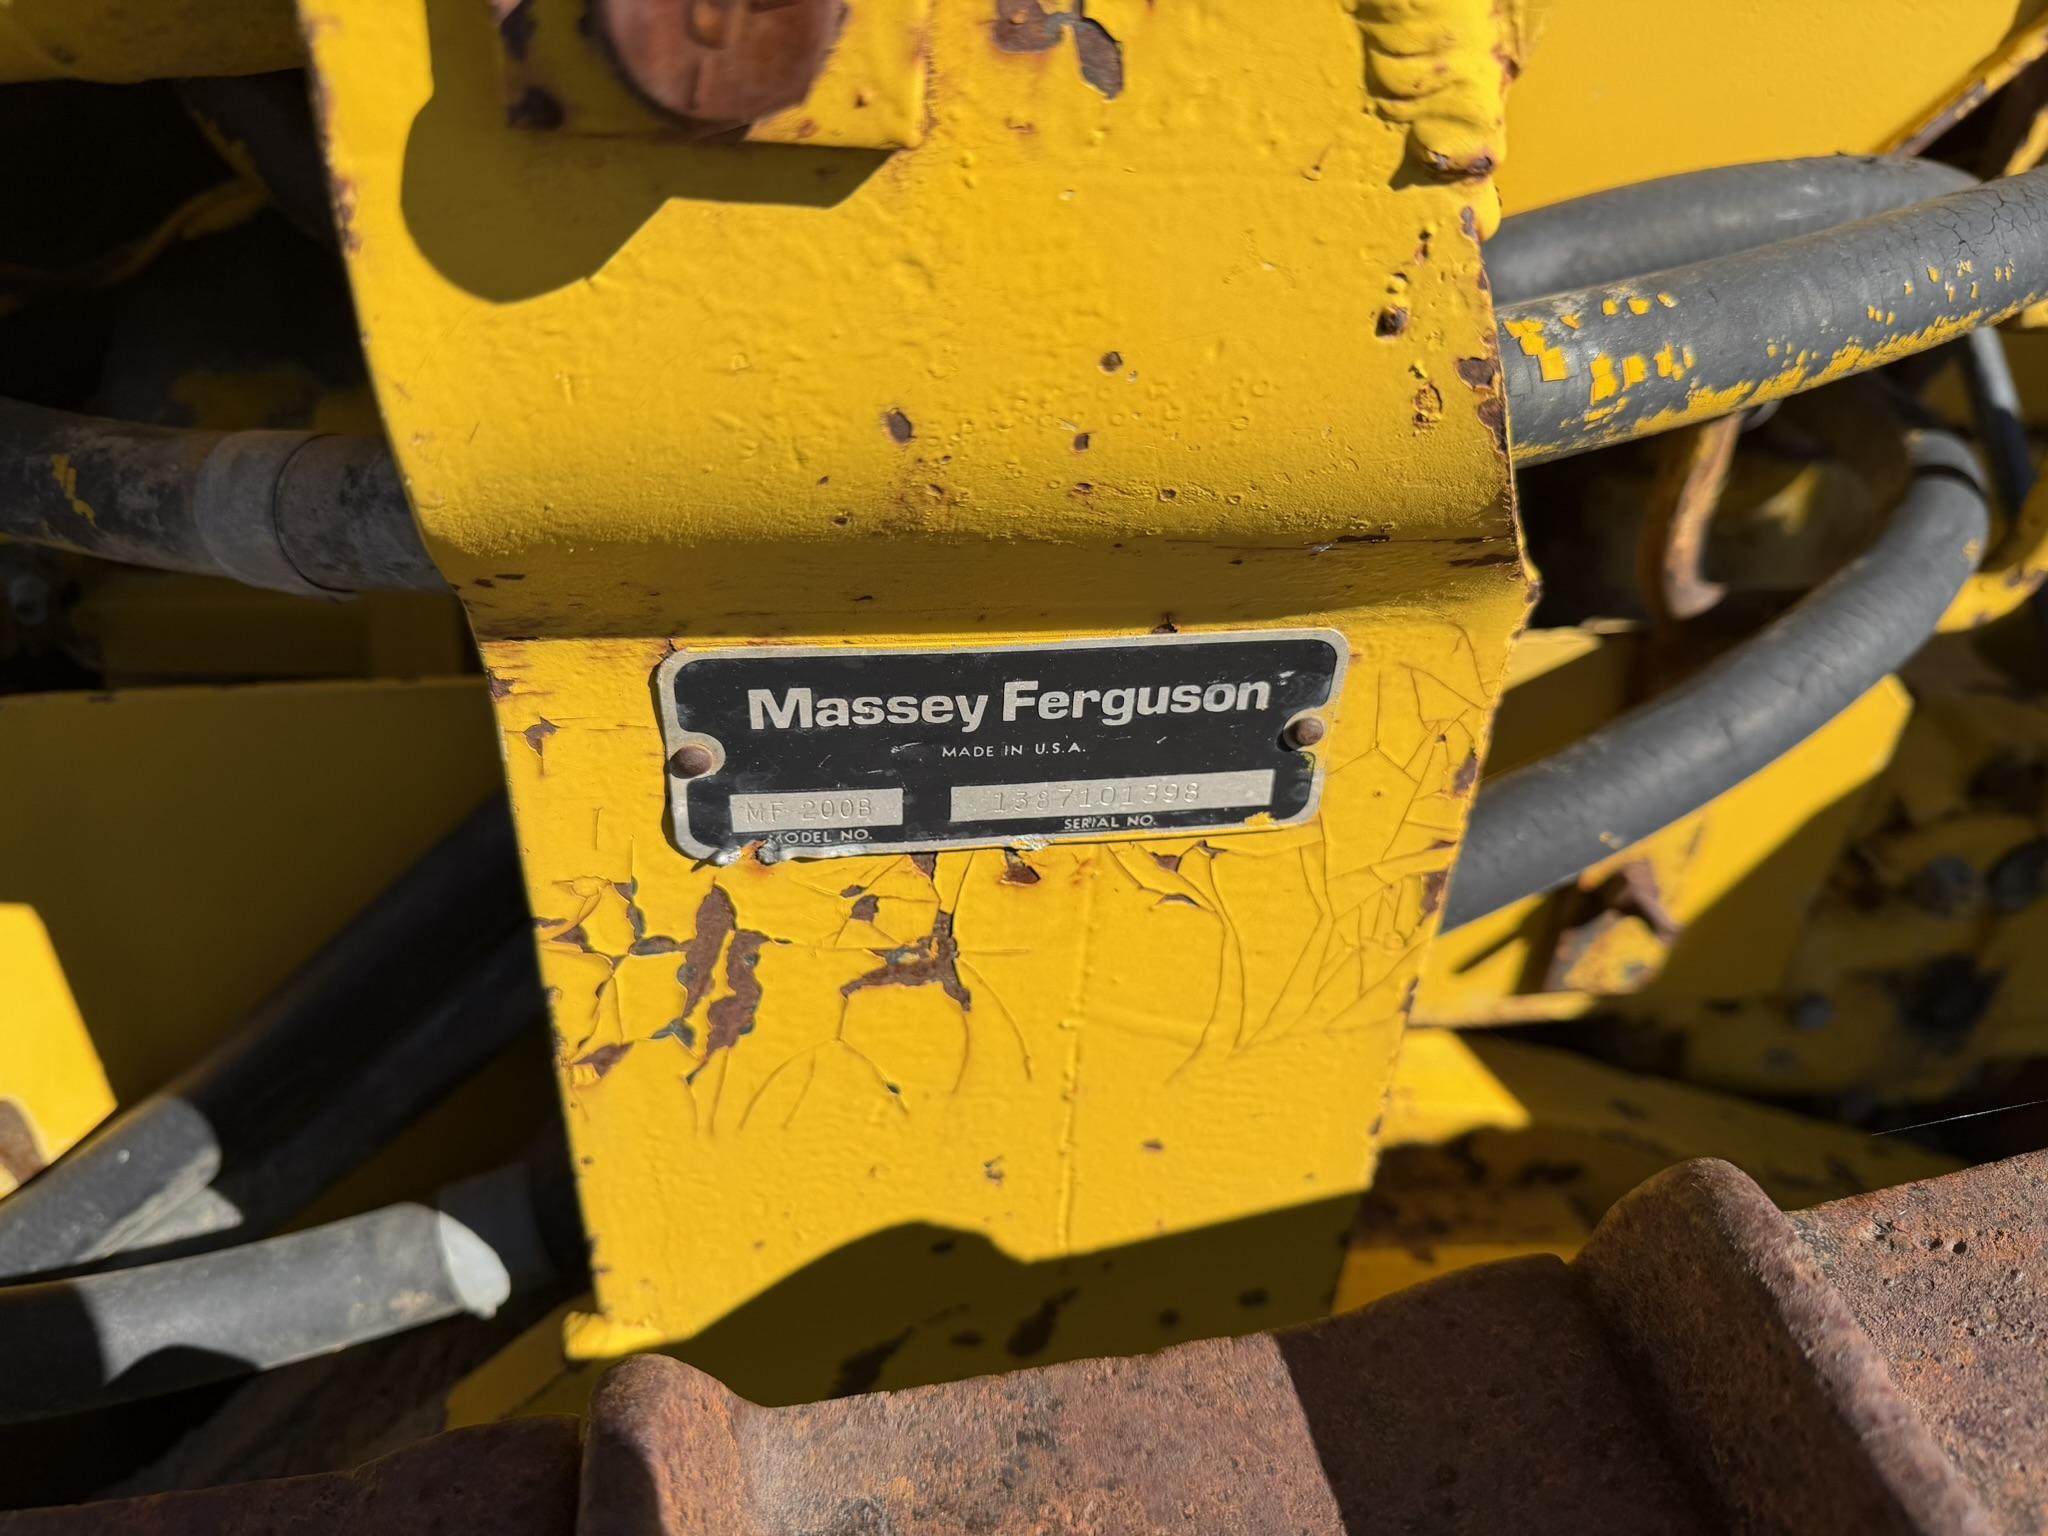 Massey Ferguson
MADE IN U.S.A.
MF 200B 1387101398
MODEL NO. SERIAL NO.